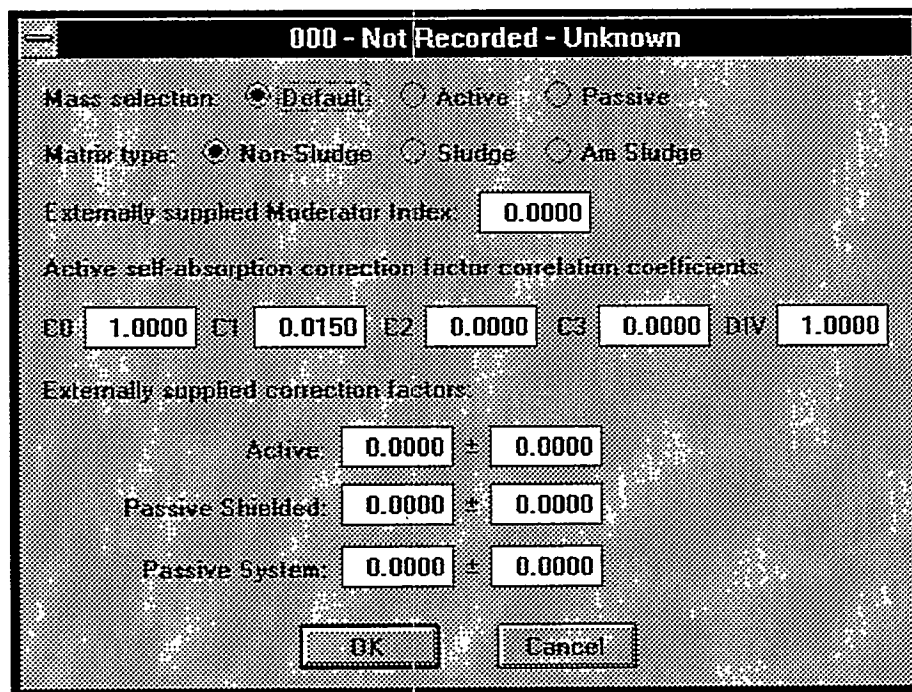 000 - Not Recorded - Unknown
Mass selection: Default Active Passive
Matrix type: Non-Sludge Sludge Am Sludge
Externally supplied Moderator Index: 0.0000
Active self-absorption correction factor correlation coefficients:
C0 1.0000 C1 0.0150 C2 0.0000 C3 0.0000 DIV 1.0000
Externally supplied correction factors:
Active: 0.0000 ± 0.0000
Passive Shielded: 0.0000 ± 0.0000
Passive System: 0.0000 ± 0.0000
OK Cancel